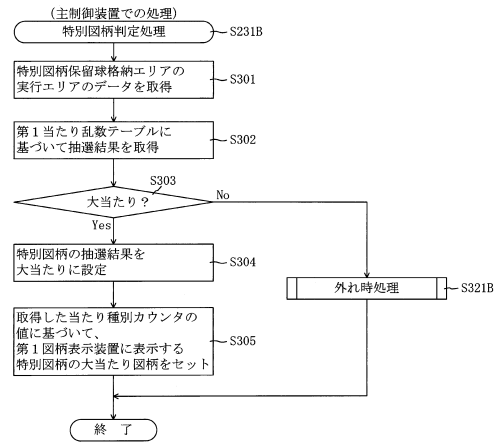 (主制御装置での処理)
特別図柄判定処理
S231B
特別図柄保留球格納エリアの
実行エリアのデータを取得
S301
第1当たり乱数テーブルに
基づいて抽選結果を取得
S302
S303
大当たり?
No
Yes
特別図柄の抽選結果を
大当たりに設定
S304
外れ時処理
S321B
取得した当たり種別カウンタの
値に基づいて、
第1図柄表示装置に表示する
特別図柄の大当たり図柄をセット
S305
終 了